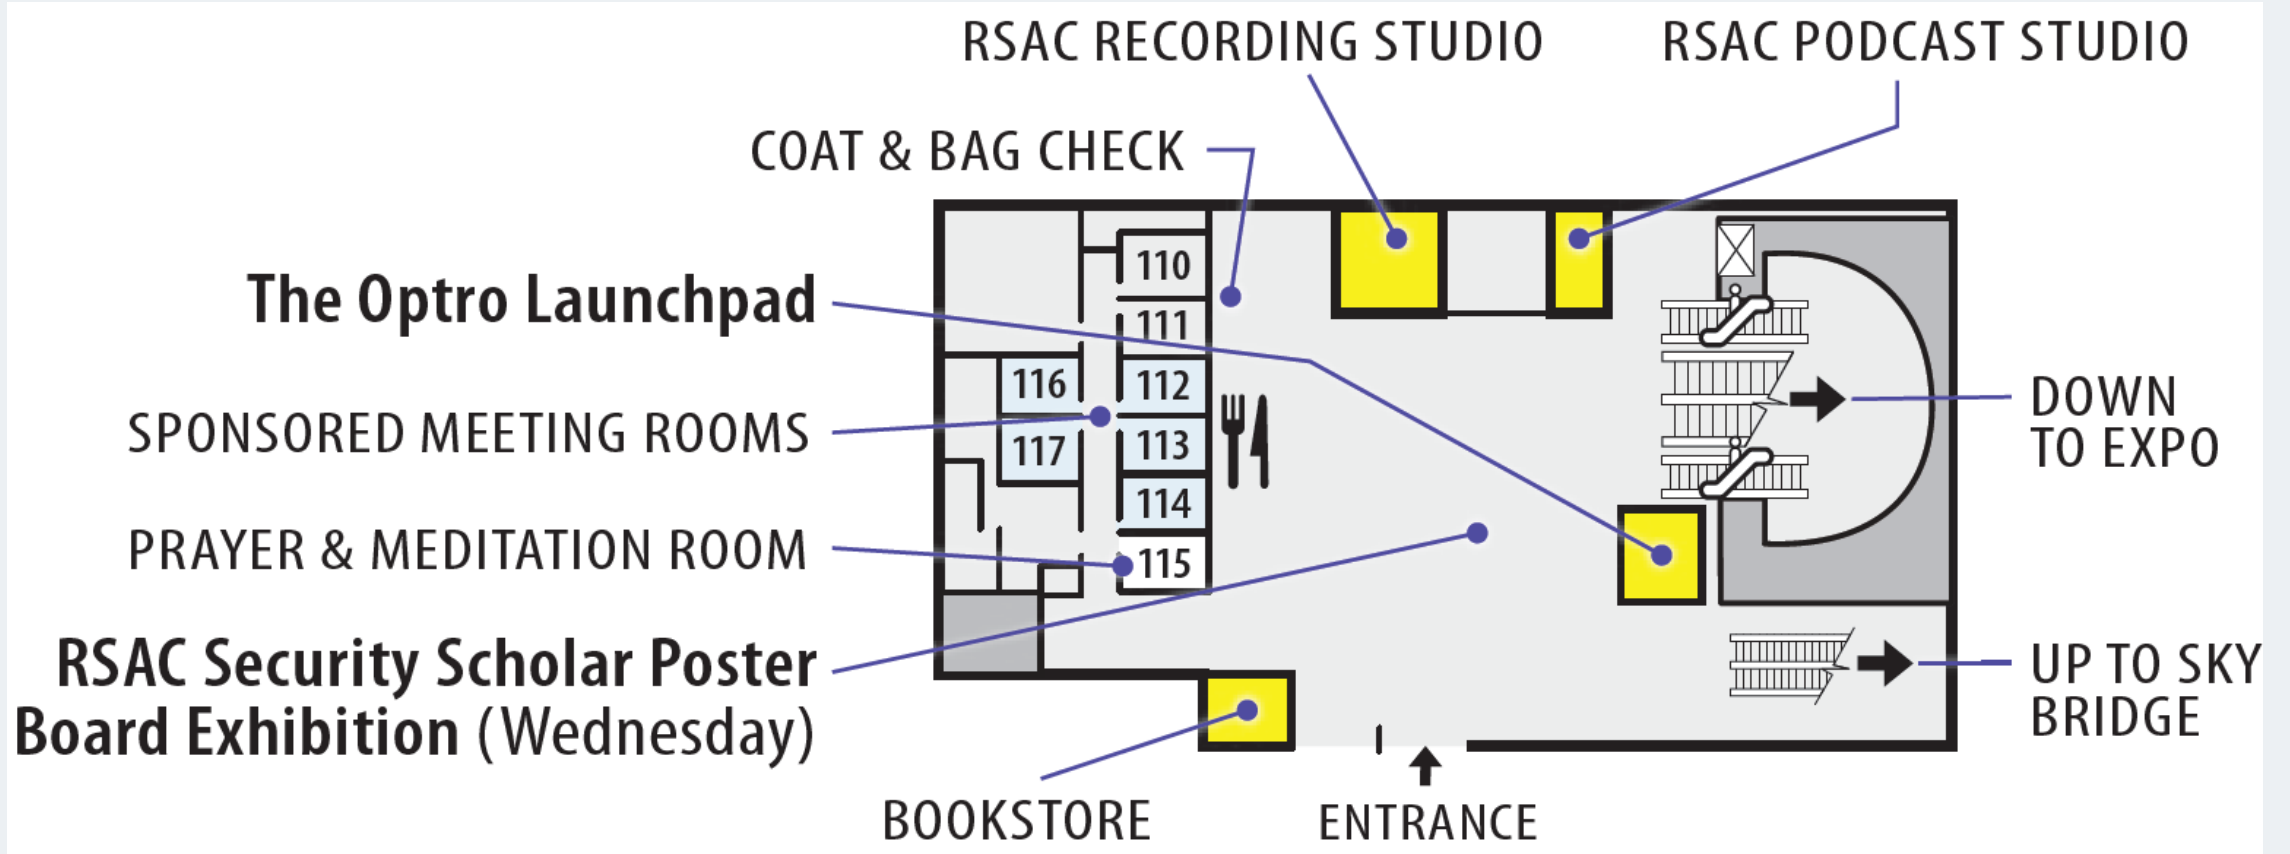 RSAC RECORDING STUDIO
RSAC PODCAST STUDIO
COAT & BAG CHECK
The Optro Launchpad
SPONSORED MEETING ROOMS
PRAYER & MEDITATION ROOM
RSAC Security Scholar Poster
Board Exhibition (Wednesday)
BOOKSTORE
ENTRANCE
110
111
112
113
114
115
116
117
DOWN
TO EXPO
UP TO SKY
BRIDGE